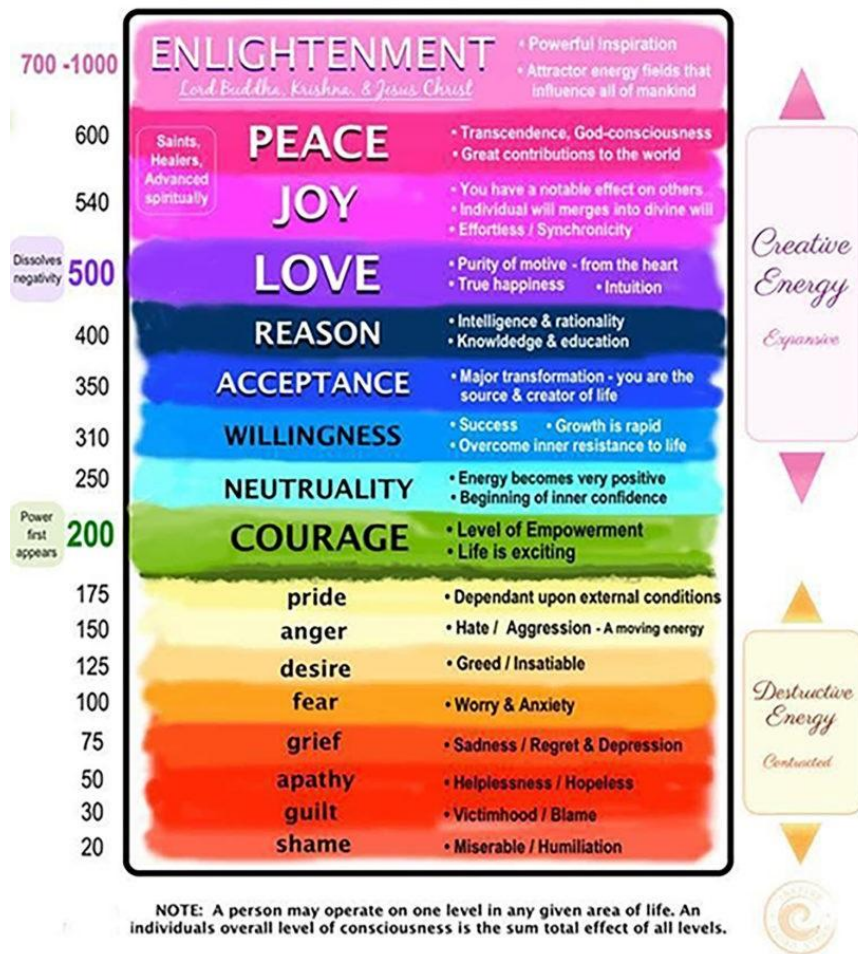 700 -1000
ENLIGHTENMENT
Lord Buddha, Krishna, & Jesus Christ
• Powerful Inspiration
• Attractor energy fields that
influence all of mankind
600
Saints,
Healers,
Advanced
spiritually
PEACE
• Transcendence, God-consciousness
• Great contributions to the world
540
JOY
• You have a notable effect on others
• Individual will merges into divine will
• Effortless / Synchronicity
Dissolves
negativity
500
LOVE
• Purity of motive - from the heart
• True happiness • Intuition
400
REASON
• Intelligence & rationality
• Knowldedge & education
350
ACCEPTANCE
• Major transformation - you are the
source & creator of life
310
WILLINGNESS
• Success • Growth is rapid
• Overcome inner resistance to life
250
NEUTRUALITY
• Energy becomes very positive
• Beginning of inner confidence
Power
first
appears
200
COURAGE
• Level of Empowerment
• Life is exciting
175
pride
• Dependant upon external conditions
150
anger
• Hate / Aggression - A moving energy
125
desire
• Greed / Insatiable
100
fear
• Worry & Anxiety
75
grief
• Sadness / Regret & Depression
50
apathy
• Helplessness / Hopeless
30
guilt
• Victimhood / Blame
20
shame
• Miserable / Humiliation
Creative
Energy
Expansive
Destructive
Energy
Contracted
NOTE: A person may operate on one level in any given area of life. An
individuals overall level of consciousness is the sum total effect of all levels.